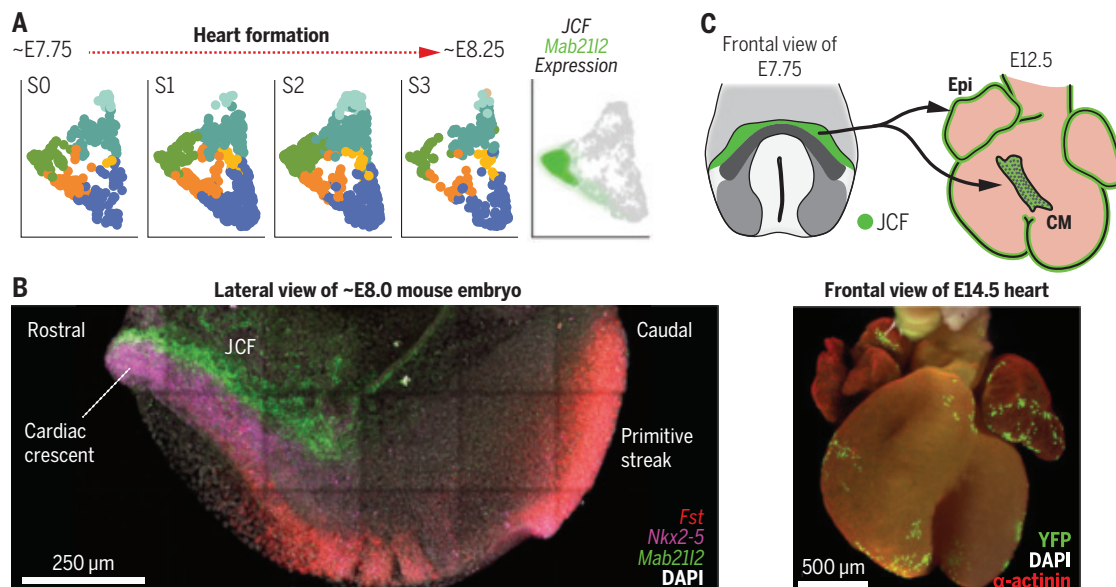 A
~E7.75
Heart formation
~E8.25
S0
S1
S2
S3
JCF
Mab21l2
Expression
C
Frontal view of
E7.75
JCF
Epi
E12.5
CM
B
Lateral view of ~E8.0 mouse embryo
Rostral
JCF
Caudal
Cardiac
crescent
Primitive
streak
Fst
Nkx2-5
Mab21l2
DAPI
250 µm
Frontal view of E14.5 heart
YFP
DAPI
α-actinin
500 µm